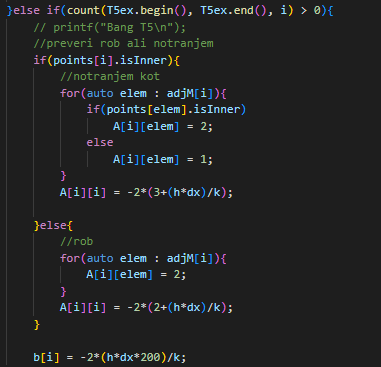 }else if(count(T5ex.begin(), T5ex.end(), i) > 0){
// printf("Bang T5\n");
//preveri rob ali notranjem
if(points[i].isInner){
//notranjem kot
for(auto elem : adjM[i]){
if(points[elem].isInner)
A[i][elem] = 2;
else
A[i][elem] = 1;
}
A[i][i] = -2*(3+(h*dx)/k);
}else{
//rob
for(auto elem : adjM[i]){
A[i][elem] = 2;
}
A[i][i] = -2*(2+(h*dx)/k);
}
b[i] = -2*(h*dx*200)/k;